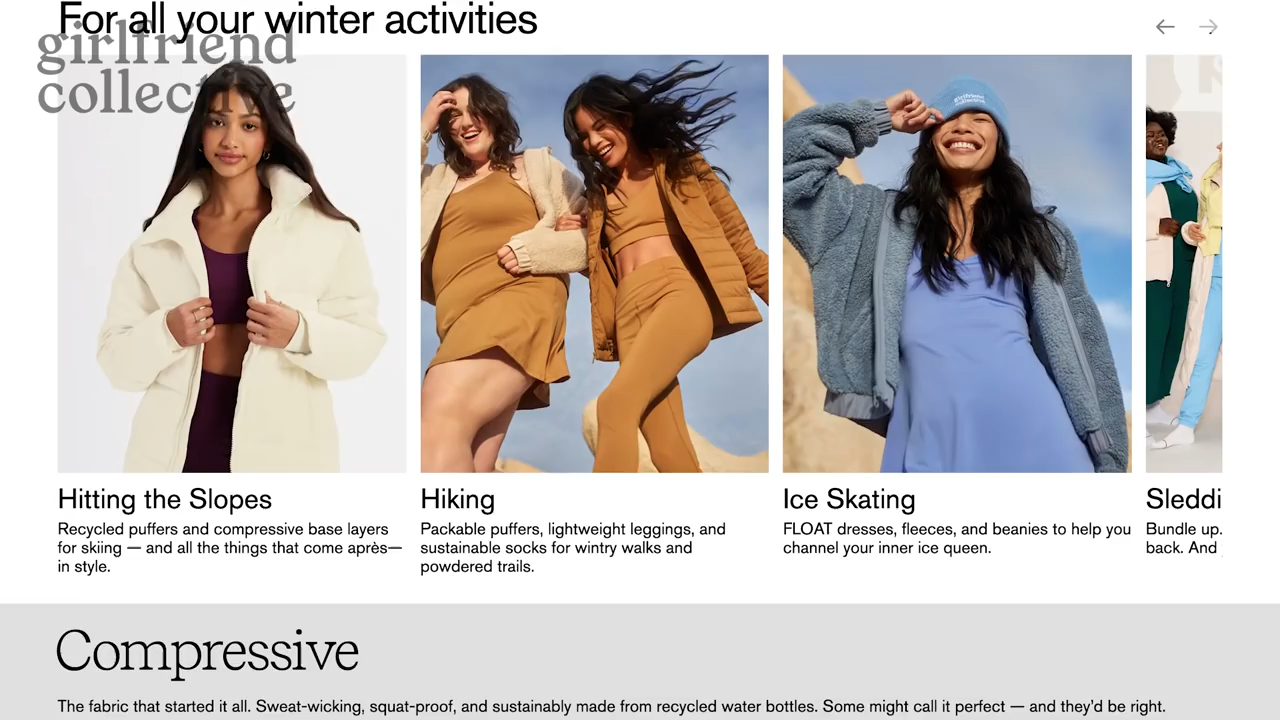 For all your winter activities
girlfriend
collective
girlfriend
collective
Hitting the Slopes
Recycled puffers and compressive base layers
for skiing — and all the things that come après—
in style.
Hiking
Packable puffers, lightweight leggings, and
sustainable socks for wintry walks and
powdered trails.
Ice Skating
FLOAT dresses, fleeces, and beanies to help you
channel your inner ice queen.
Sleddi
Bundle up.
back. And
Compressive
The fabric that started it all. Sweat-wicking, squat-proof, and sustainably made from recycled water bottles. Some might call it perfect — and they'd be right.